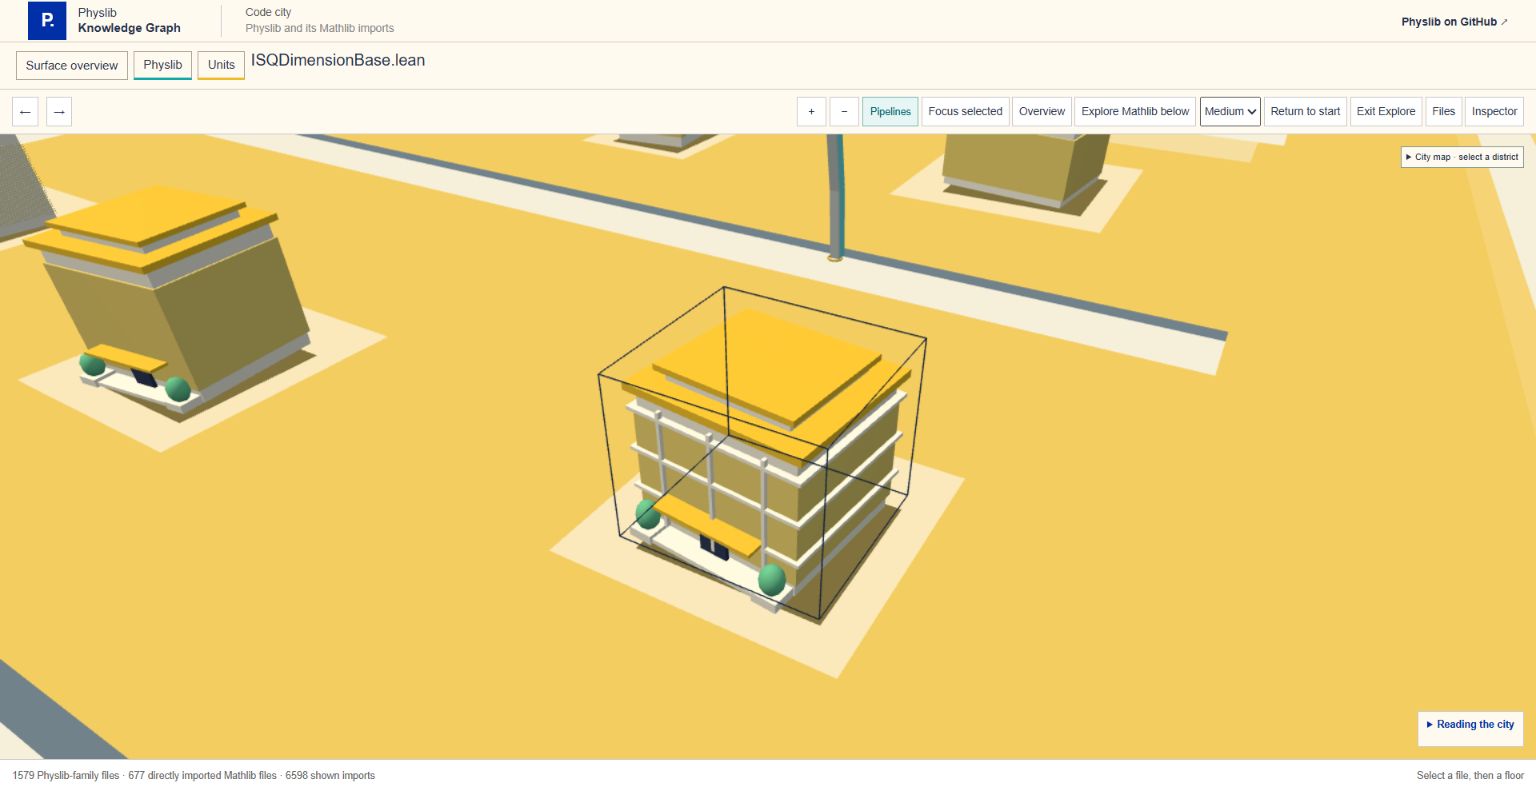 P.
Physlib
Knowledge Graph
Code city
Physlib and its Mathlib imports
Physlib on GitHub ↗
Surface overview
Physlib
Units
ISQDimensionBase.lean
←
→
+
−
Pipelines
Focus selected
Overview
Explore Mathlib below
Medium
Return to start
Exit Explore
Files
Inspector
City map · select a district
Reading the city
1579 Physlib-family files · 677 directly imported Mathlib files · 6598 shown imports
Select a file, then a floor